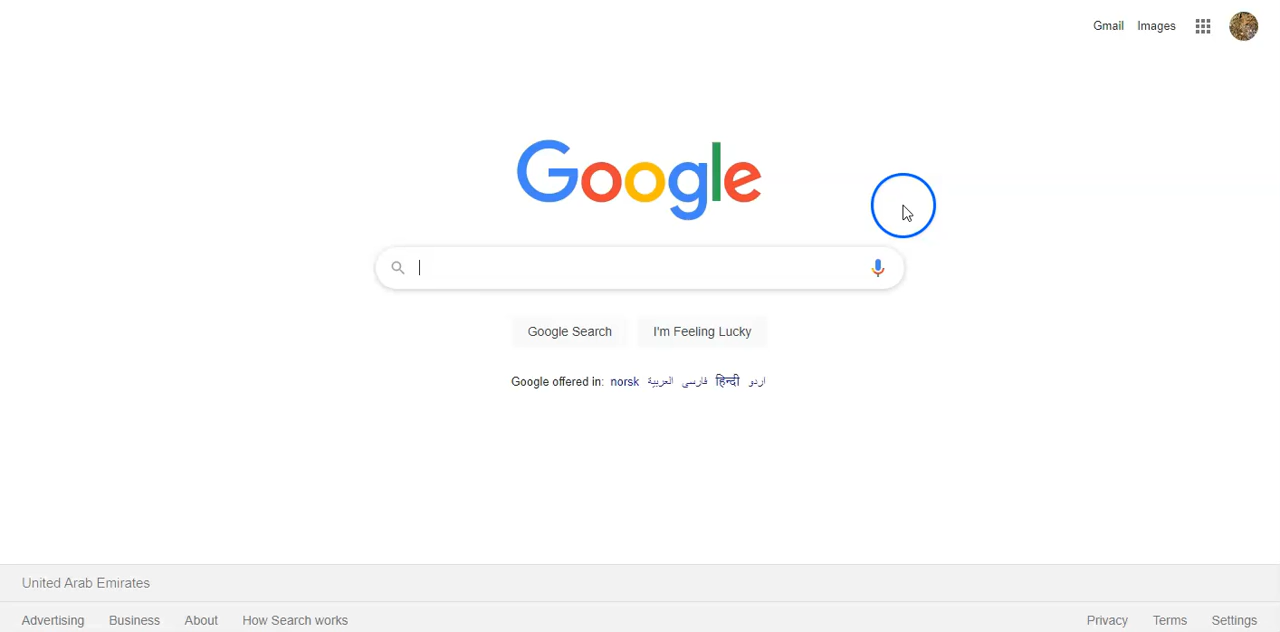 Gmail Images
Google
Google Search I'm Feeling Lucky
Google offered in: norsk العربية فارسی हिन्दी اردو
United Arab Emirates
Advertising Business About How Search works Privacy Terms Settings